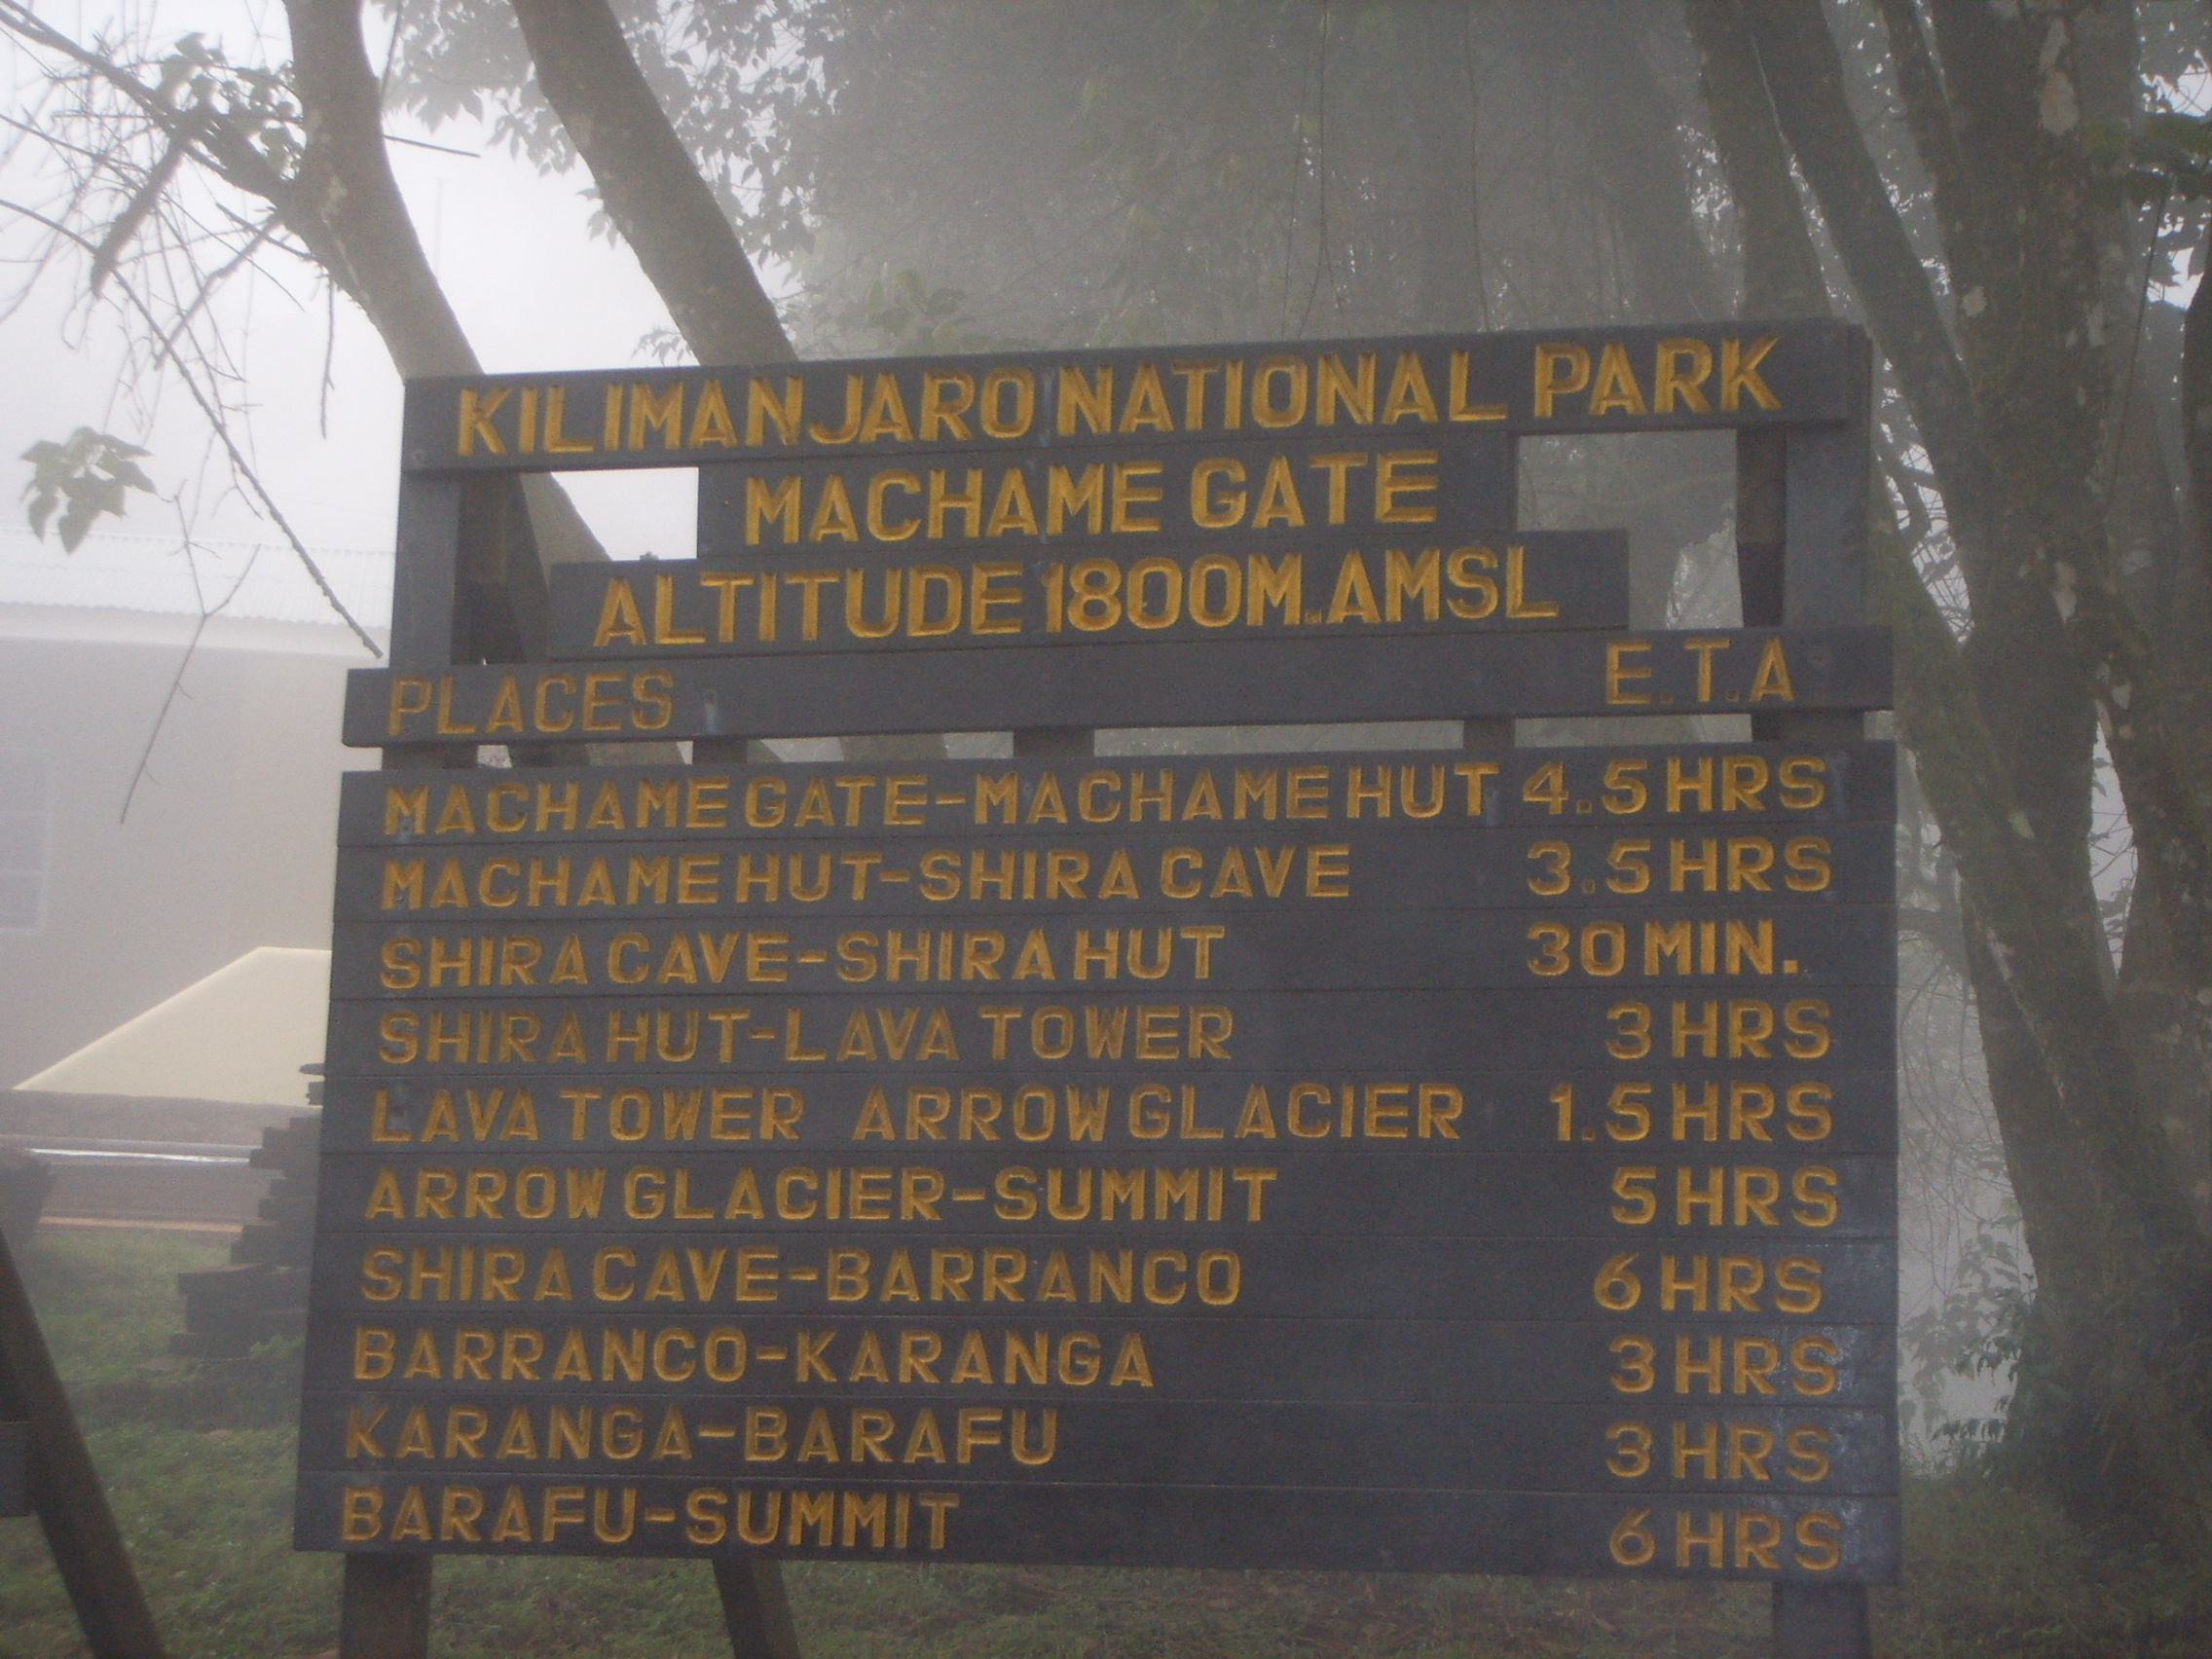 KILIMANJARO NATIONAL PARK
MACHAME GATE
ALTITUDE 1800M.AMSL
PLACES E.T.A
MACHAME GATE-MACHAME HUT 4.5 HRS
MACHAME HUT-SHIRA CAVE 3.5 HRS
SHIRA CAVE-SHIRA HUT 30 MIN.
SHIRA HUT-LAVA TOWER 3 HRS
LAVA TOWER ARROW GLACIER 1.5 HRS
ARROW GLACIER-SUMMIT 5 HRS
SHIRA CAVE-BARRANCO 6 HRS
BARRANCO-KARANGA 3 HRS
KARANGA-BARAFU 3 HRS
BARAFU-SUMMIT 6 HRS